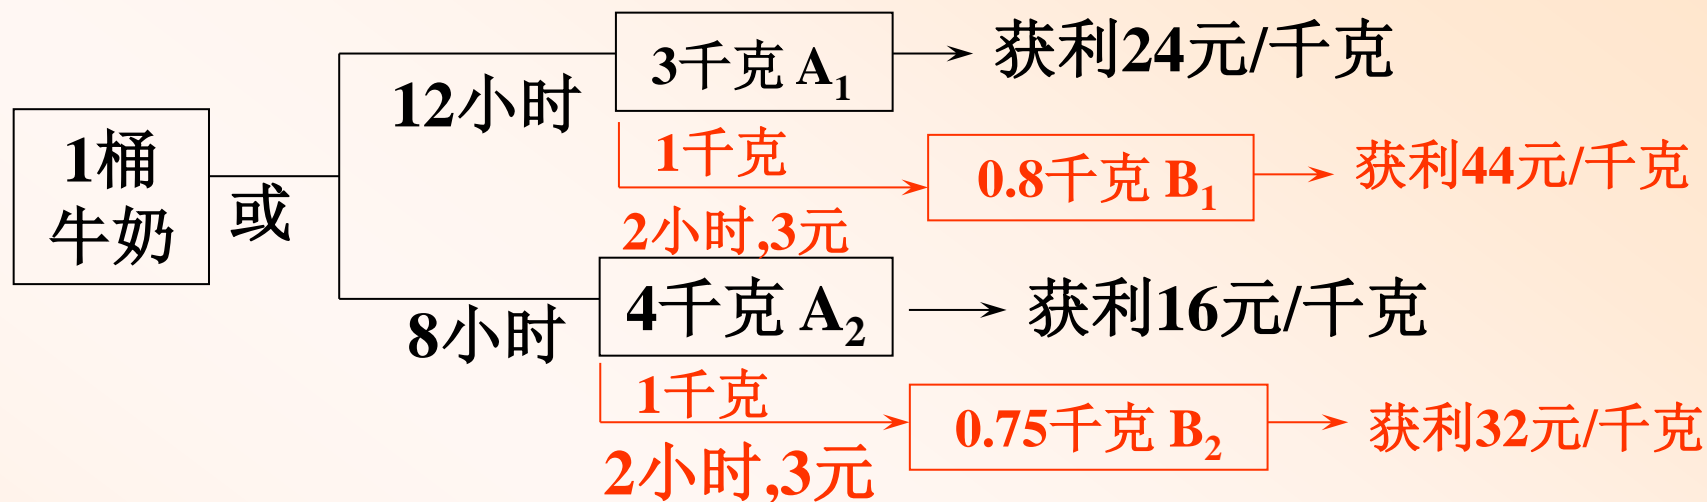 1桶
牛奶
或
12小时
3千克 A₁
获利24元/千克
1千克
2小时,3元
0.8千克 B₁
获利44元/千克
8小时
4千克 A₂
获利16元/千克
1千克
2小时,3元
0.75千克 B₂
获利32元/千克